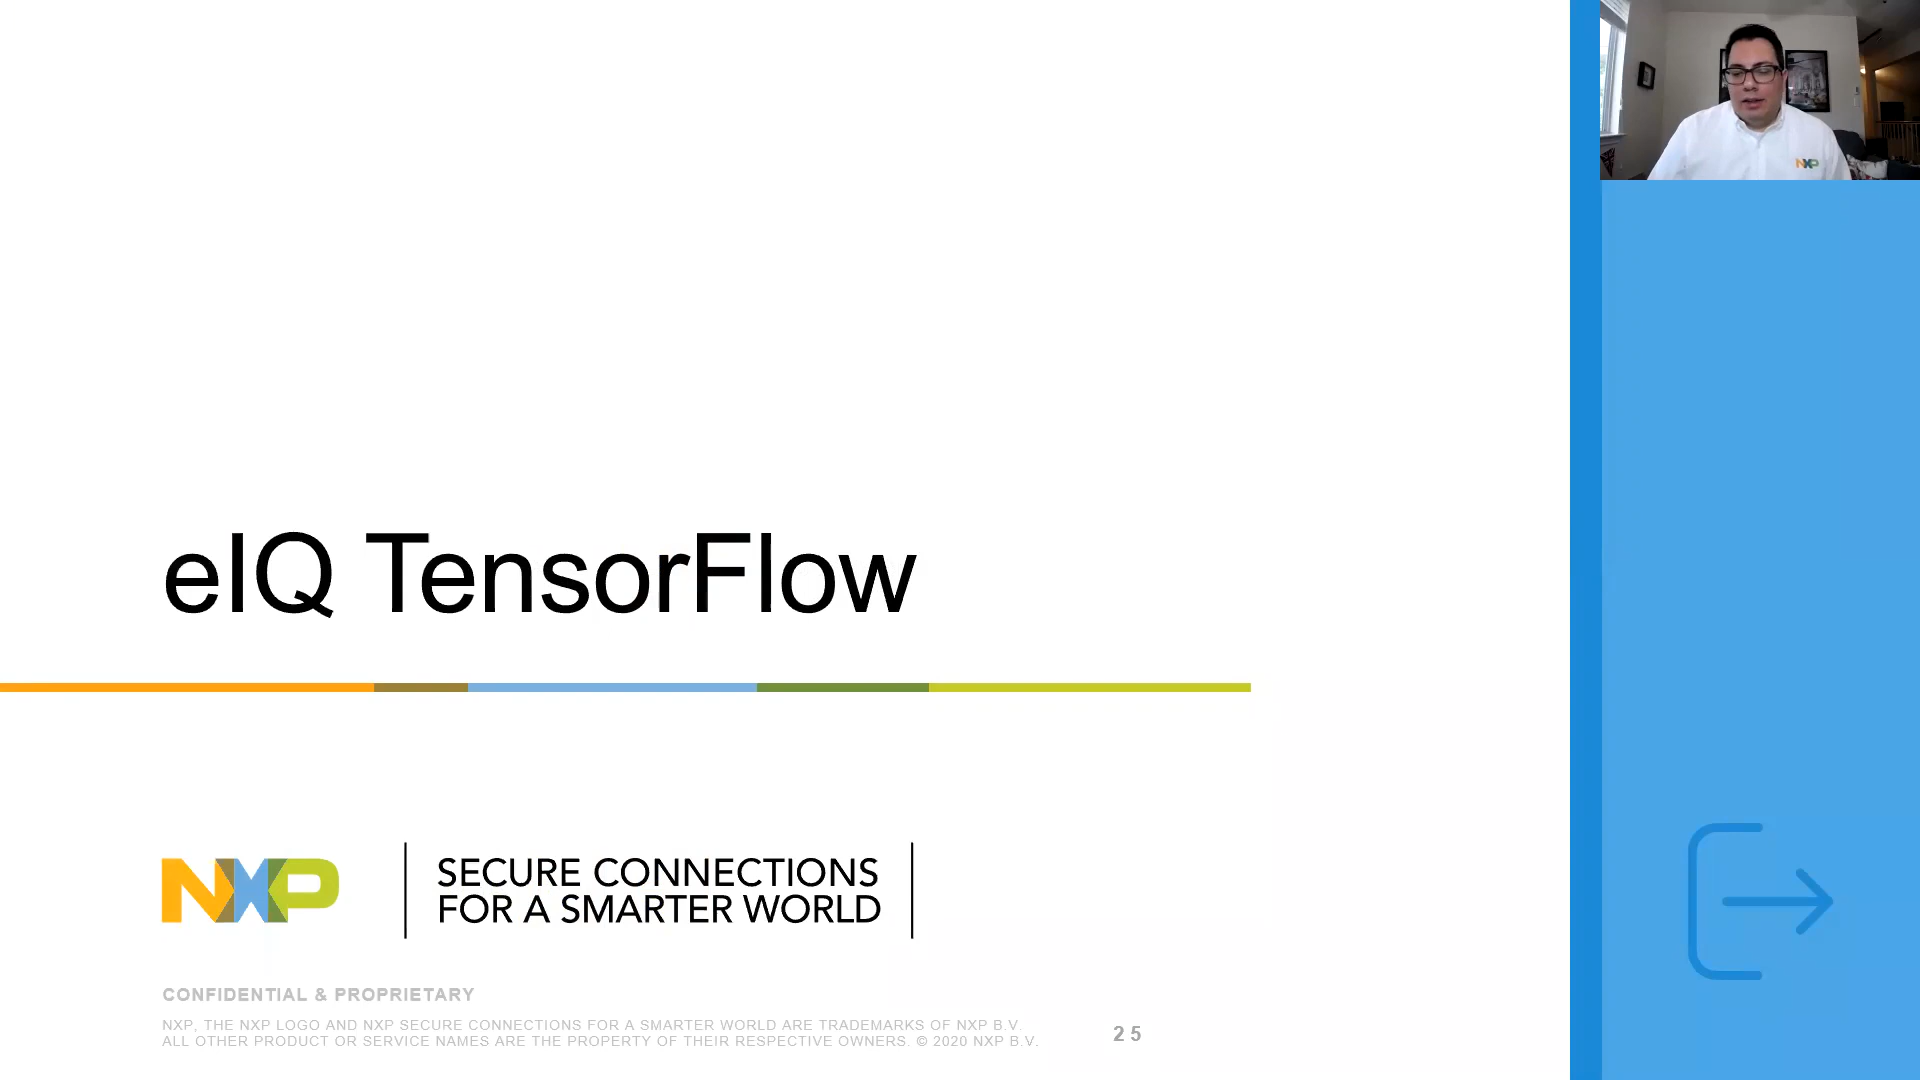 NXP
eIQ TensorFlow
NXP
SECURE CONNECTIONS
FOR A SMARTER WORLD
CONFIDENTIAL & PROPRIETARY
NXP, THE NXP LOGO AND NXP SECURE CONNECTIONS FOR A SMARTER WORLD ARE TRADEMARKS OF NXP B.V.
ALL OTHER PRODUCT OR SERVICE NAMES ARE THE PROPERTY OF THEIR RESPECTIVE OWNERS. © 2020 NXP B.V.
25